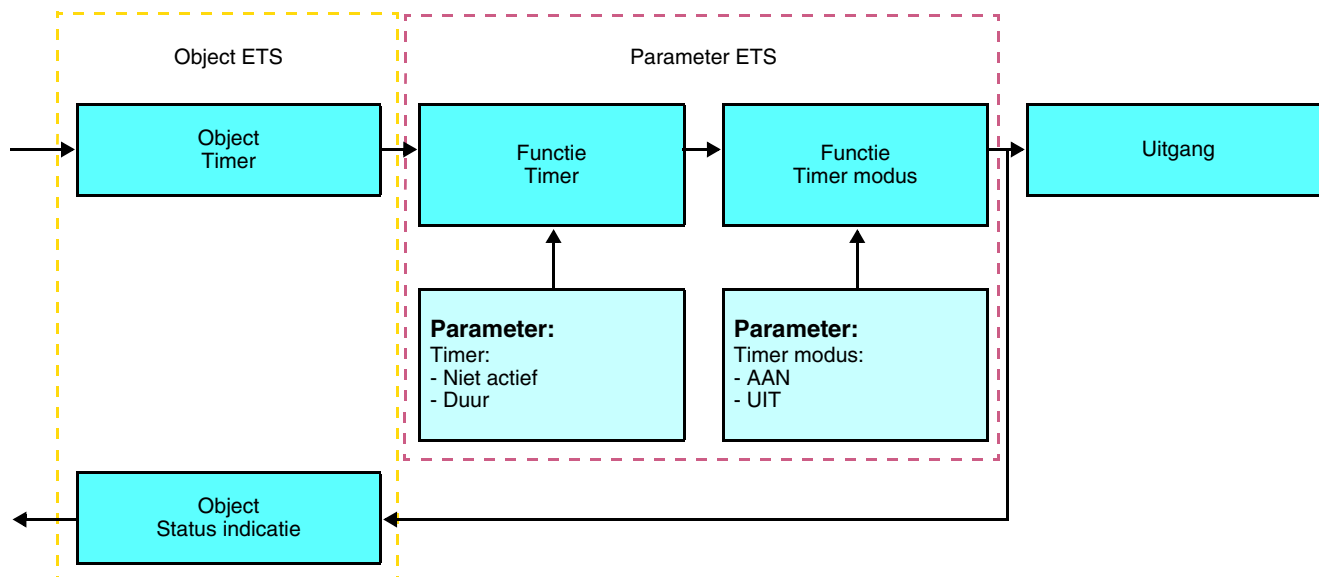 Object ETS
Parameter ETS
Object
Timer
Functie
Timer
Functie
Timer modus
Uitgang
Parameter:
Timer:
- Niet actief
- Duur
Parameter:
Timer modus:
- AAN
- UIT
Object
Status indicatie